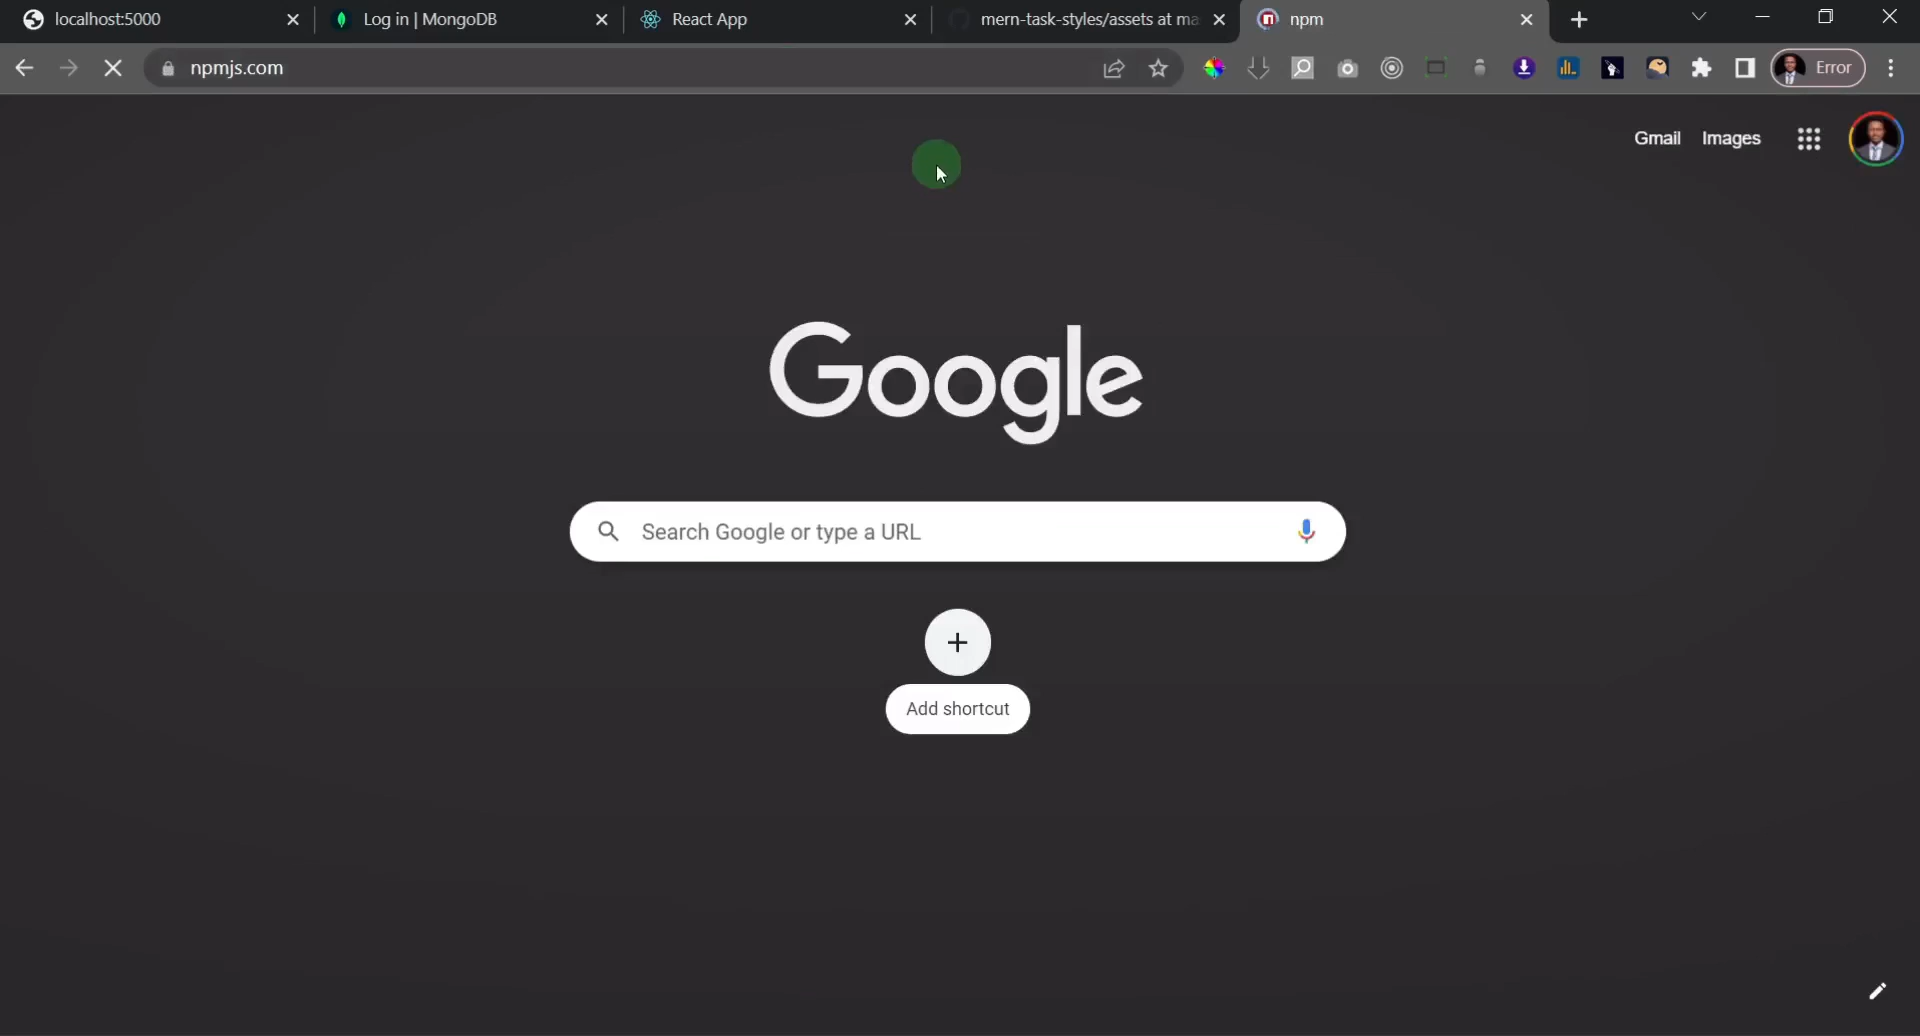 localhost:5000
Log in | MongoDB
React App
mern-task-styles/assets at ma
npm
npmjs.com
Error
Gmail
Images
Google
Search Google or type a URL
Add shortcut